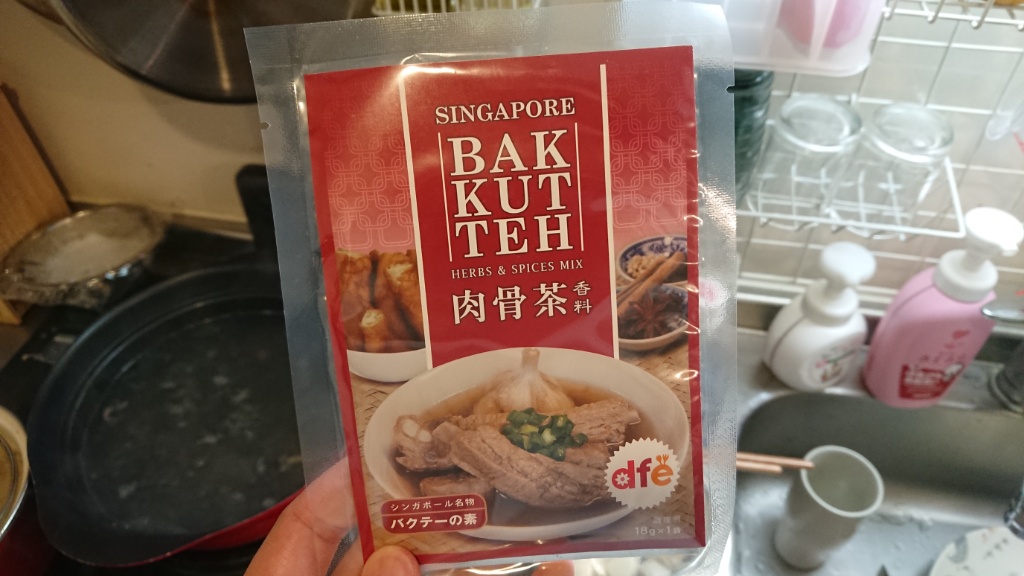 SINGAPORE
BAK
KUT
TEH
HERBS & SPICES MIX
肉骨茶 香料
dfe
シンガポール名物
バクテーの素
16g×1袋